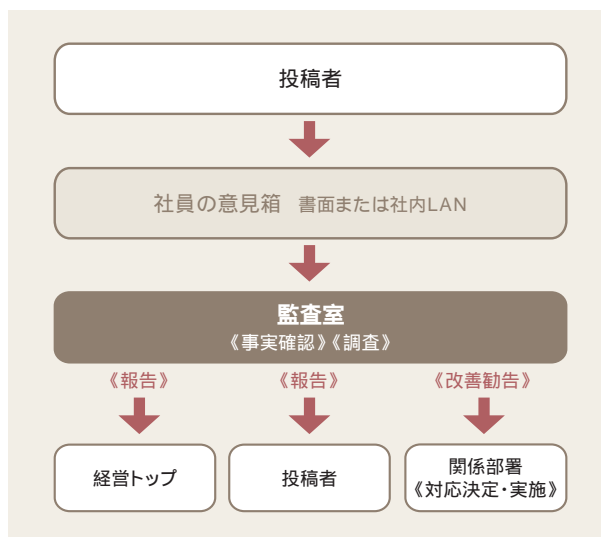 投稿者
社員の意見箱 書面または社内LAN
監査室
《事実確認》《調査》
《報告》 《報告》 《改善勧告》
経営トップ 投稿者 関係部署
《対応決定・実施》